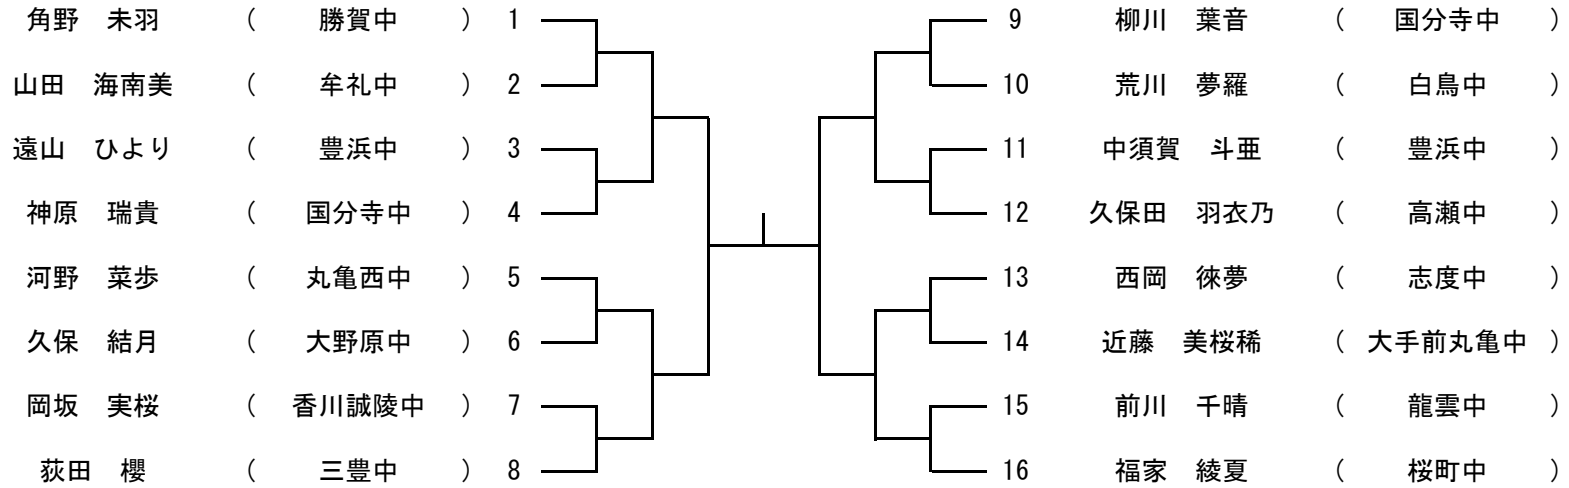 角野 未羽 ( 勝賀中 ) 1 9 柳川 葉音 ( 国分寺中 )
山田 海南美 ( 牟礼中 ) 2 10 荒川 夢羅 ( 白鳥中 )
遠山 ひより ( 豊浜中 ) 3 11 中須賀 斗亜 ( 豊浜中 )
神原 瑞貴 ( 国分寺中 ) 4 12 久保田 羽衣乃 ( 高瀬中 )
河野 菜歩 ( 丸亀西中 ) 5 13 西岡 徠夢 ( 志度中 )
久保 結月 ( 大野原中 ) 6 14 近藤 美桜稀 ( 大手前丸亀中 )
岡坂 実桜 ( 香川誠陵中 ) 7 15 前川 千晴 ( 龍雲中 )
荻田 櫻 ( 三豊中 ) 8 16 福家 綾夏 ( 桜町中 )